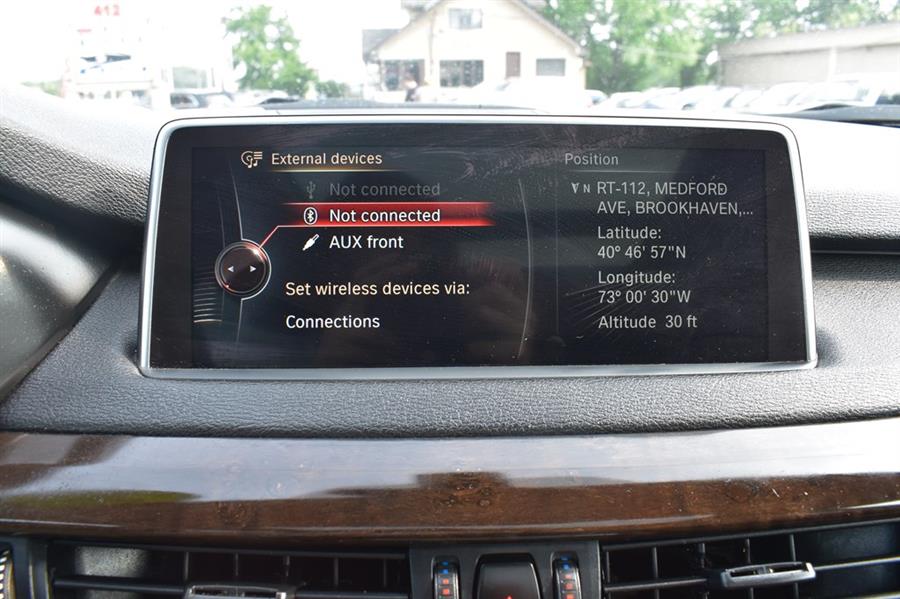 412
External devices
Not connected
Not connected
AUX front
Set wireless devices via:
Connections
Position
N RT-112, MEDFORD
AVE, BROOKHAVEN,...
Latitude:
40° 46' 57"N
Longitude:
73° 00' 30"W
Altitude 30 ft